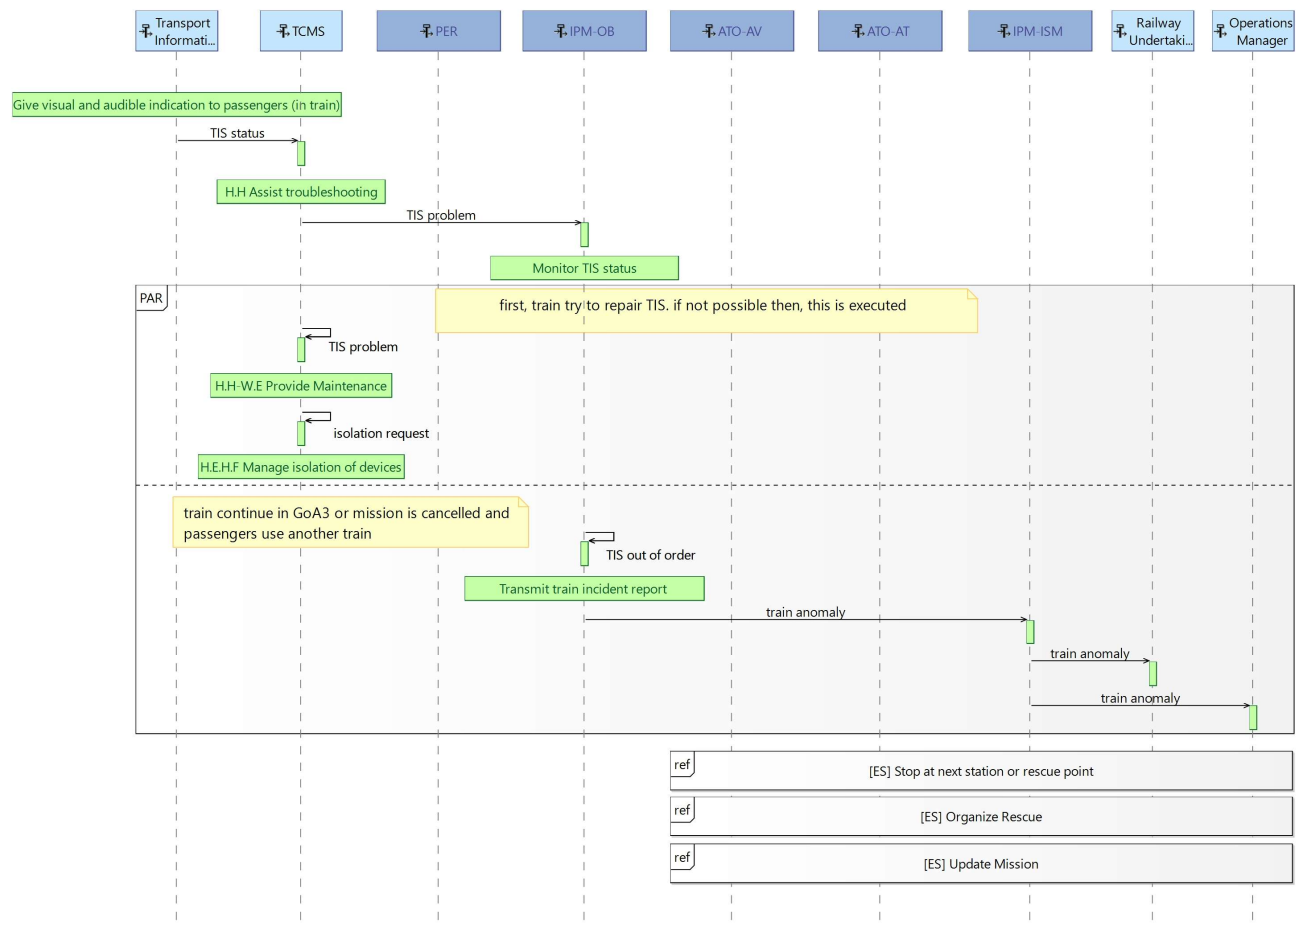 Transport
Informati...
TCMS
PER
IPM-OB
ATO-AV
ATO-AT
IPM-ISM
Railway
Undertaki...
Operations
Manager
Give visual and audible indication to passengers (in train)
TIS status
H.H Assist troubleshooting
TIS problem
Monitor TIS status
PAR
first, train try to repair TIS. if not possible then, this is executed
TIS problem
H.H-W.E Provide Maintenance
isolation request
H.E.H.F Manage isolation of devices
train continue in GoA3 or mission is cancelled and
passengers use another train
TIS out of order
Transmit train incident report
train anomaly
train anomaly
train anomaly
ref
[ES] Stop at next station or rescue point
ref
[ES] Organize Rescue
ref
[ES] Update Mission